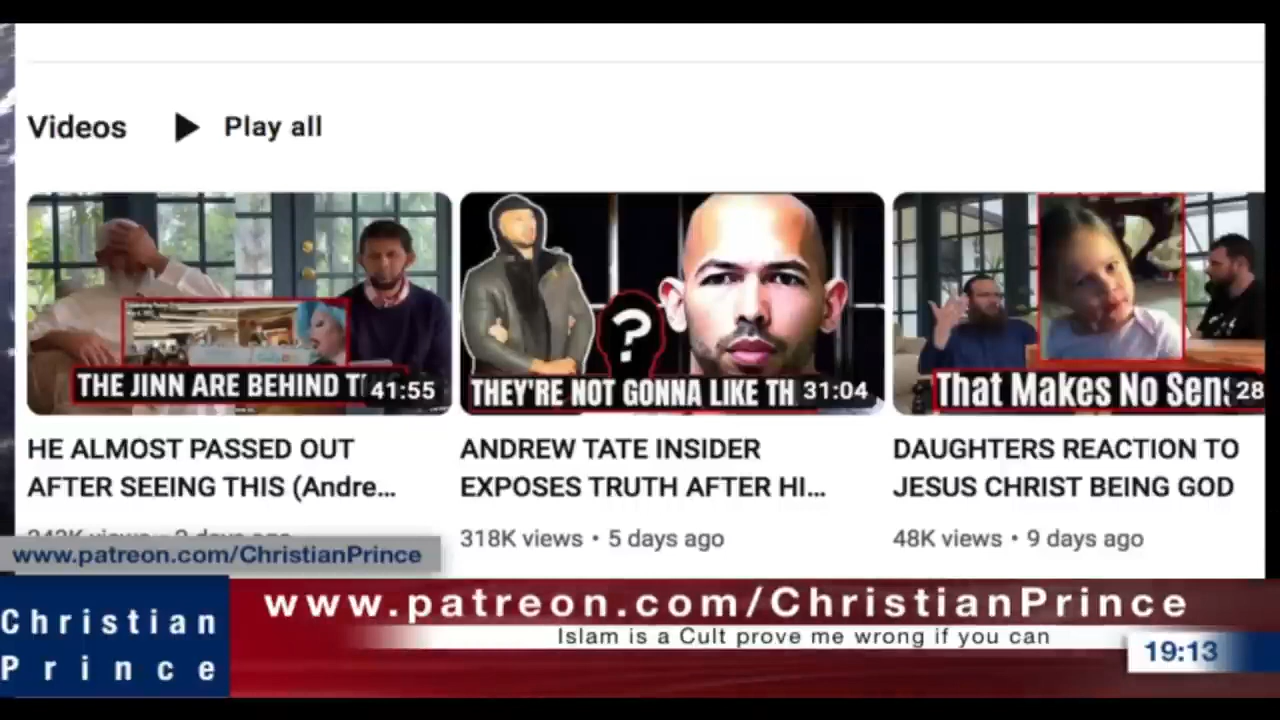 Videos ▶ Play all
THE JINN ARE BEHIND 41:55
THEY'RE NOT GONNA LIKE TH 31:04
That Makes No Sens 28
HE ALMOST PASSED OUT
AFTER SEEING THIS (Andre...
ANDREW TATE INSIDER
EXPOSES TRUTH AFTER HI...
DAUGHTERS REACTION TO
JESUS CHRIST BEING GOD
318K views • 5 days ago
48K views • 9 days ago
www.patreon.com/ChristianPrince
Christian
Prince
www.patreon.com/ChristianPrince
Islam is a Cult prove me wrong if you can
19:13